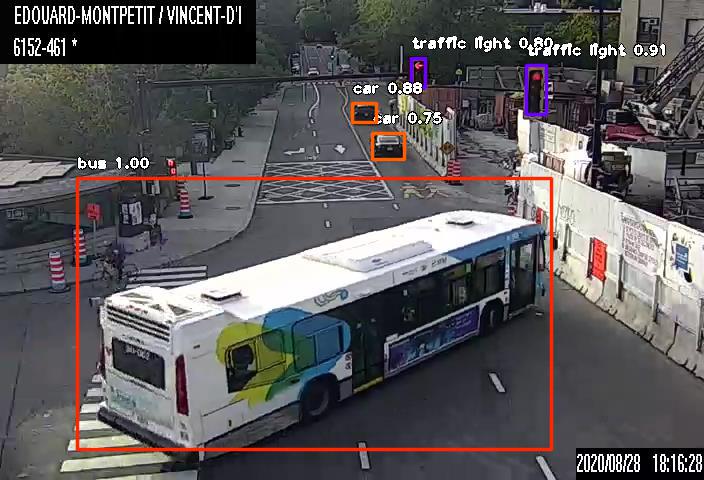 EDOUARD-MONTPETIT / VINCENT-D'I
6152-461 *
traffic light 0.80
traffic light 0.91
car 0.88
car 0.75
bus 1.00
2020/08/28 18:16:28